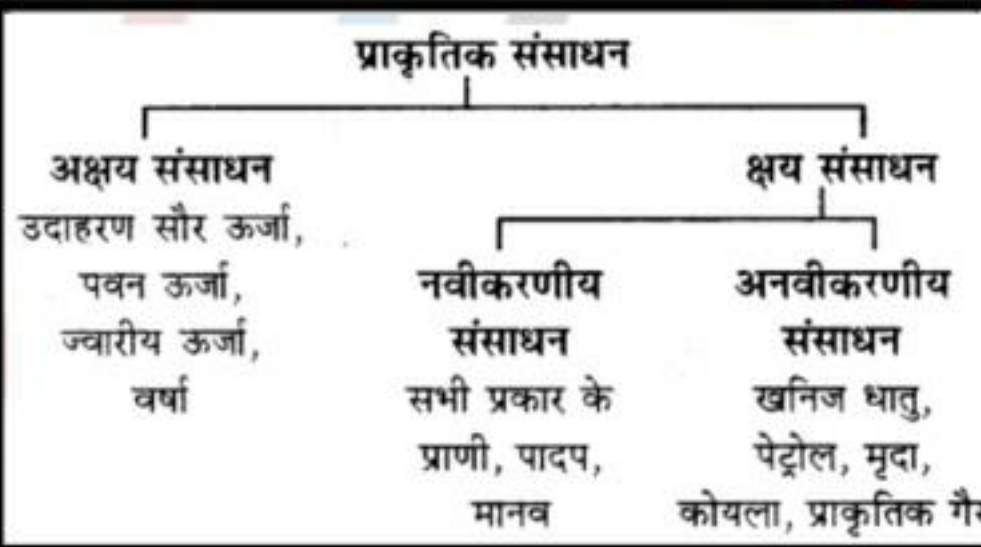 प्राकृतिक संसाधन
अक्षय संसाधन
उदाहरण सौर ऊर्जा,
पवन ऊर्जा,
ज्वारीय ऊर्जा,
वर्षा
क्षय संसाधन
नवीकरणीय
संसाधन
सभी प्रकार के
प्राणी, पादप,
मानव
अनवीकरणीय
संसाधन
खनिज धातु,
पेट्रोल, मृदा,
कोयला, प्राकृतिक